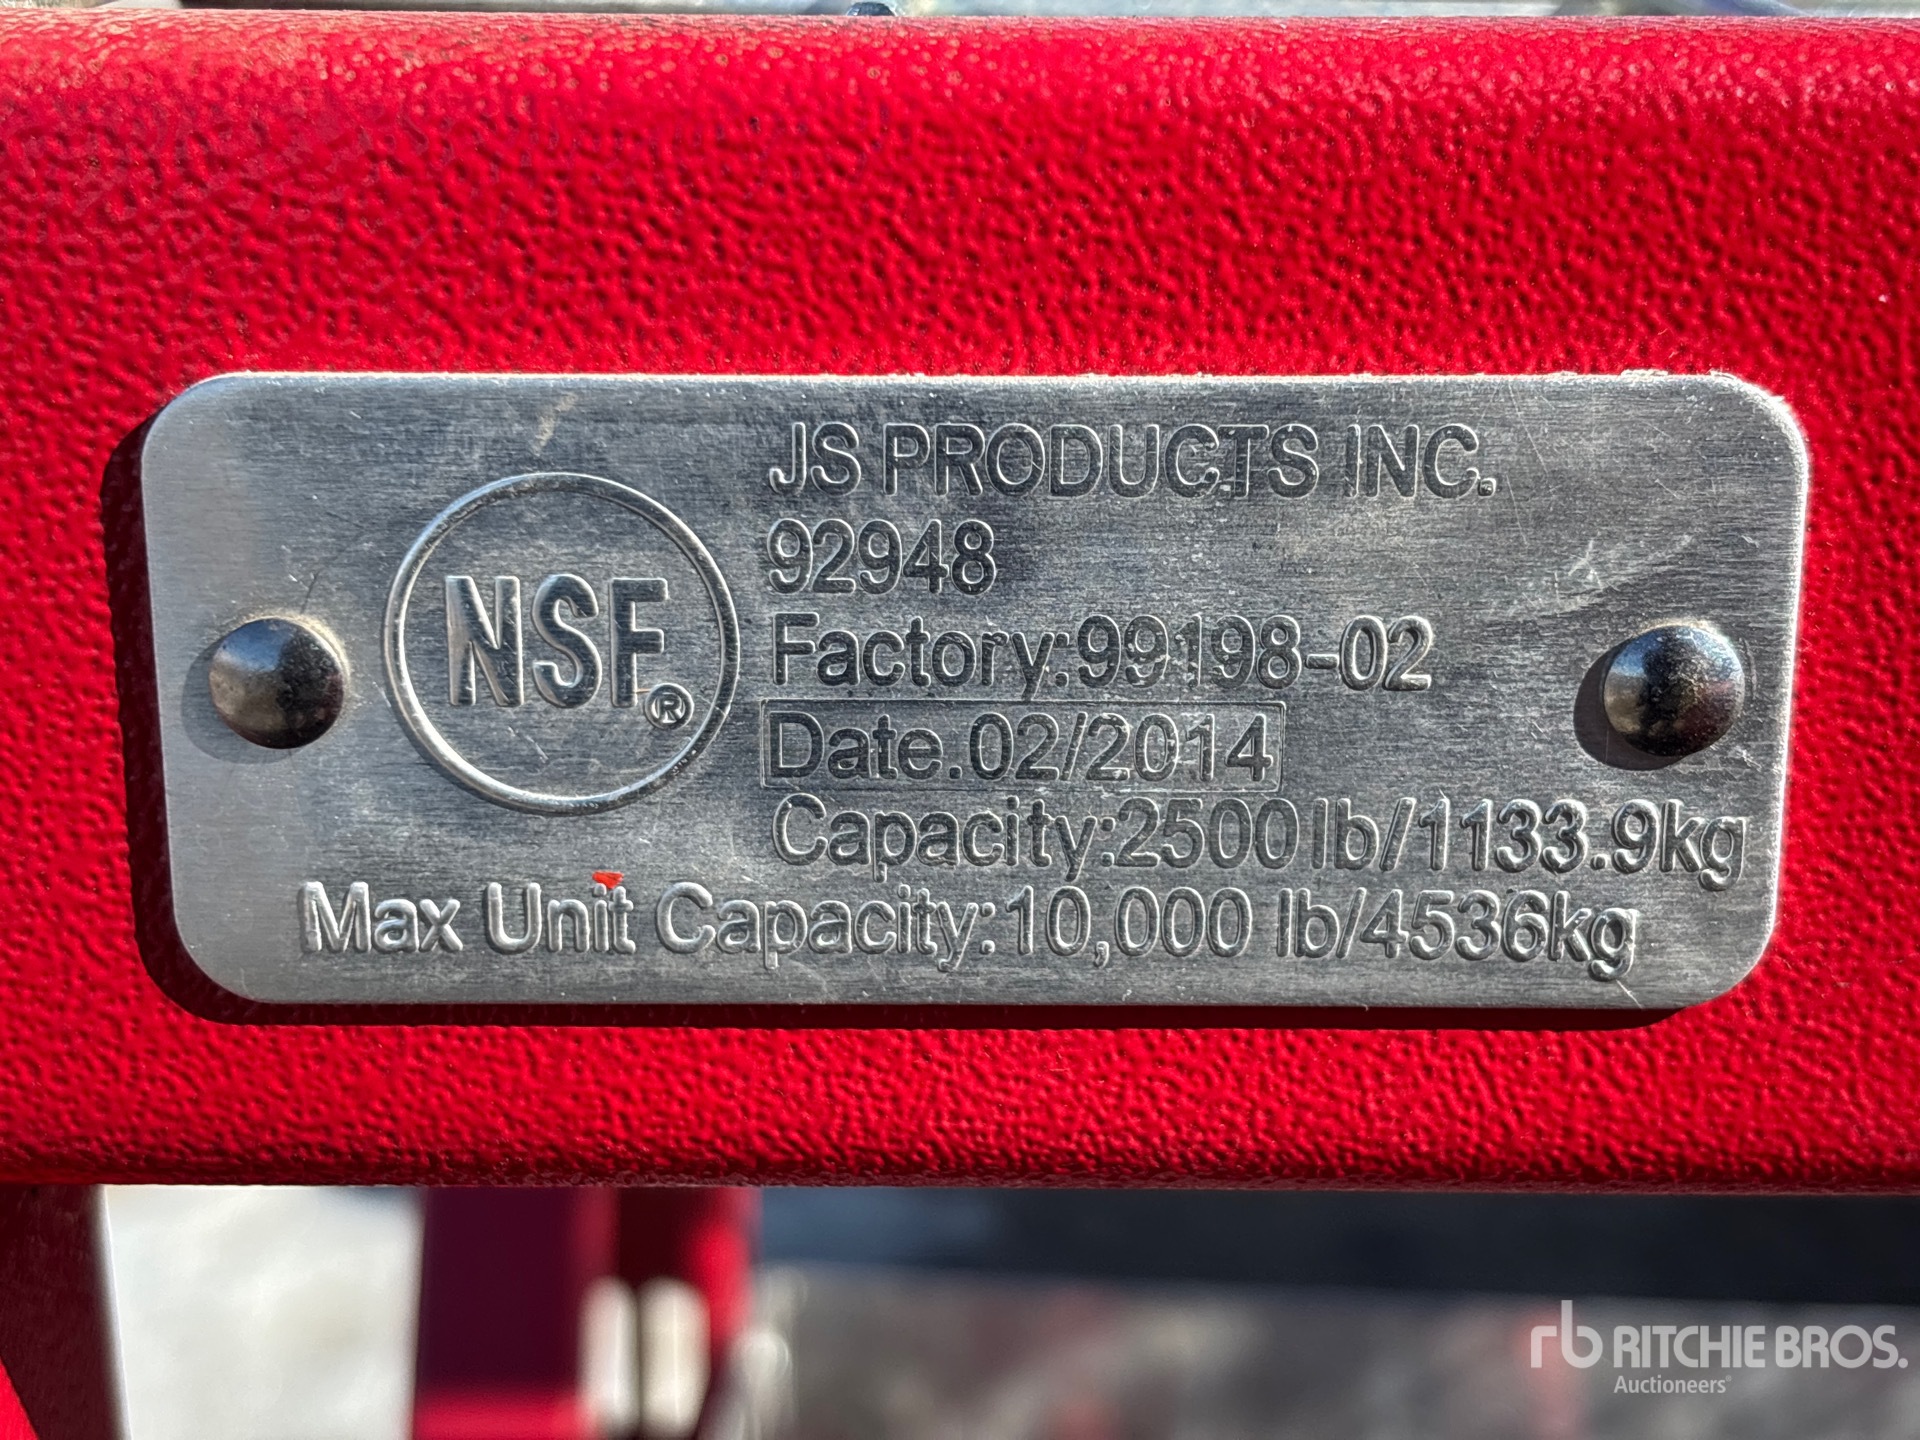 JS PRODUCTS INC.
92948
NSF®
Factory:99198-02
Date.02/2014
Capacity:2500 lb/1133.9kg
Max Unit Capacity:10,000 lb/4536kg
rb RITCHIE BROS.
Auctioneers®